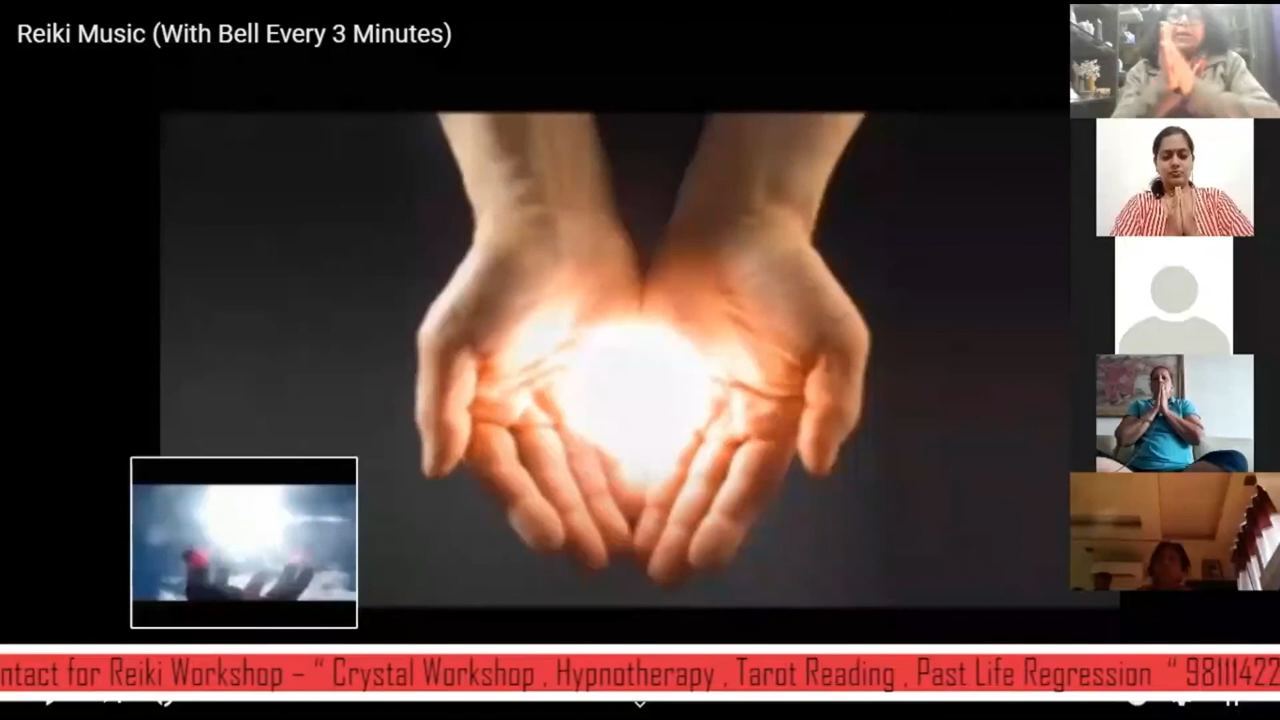 Reiki Music (With Bell Every 3 Minutes)
ntact for Reiki Workshop – “ Crystal Workshop , Hypnotherapy , Tarot Reading , Past Life Regression “ 98111422